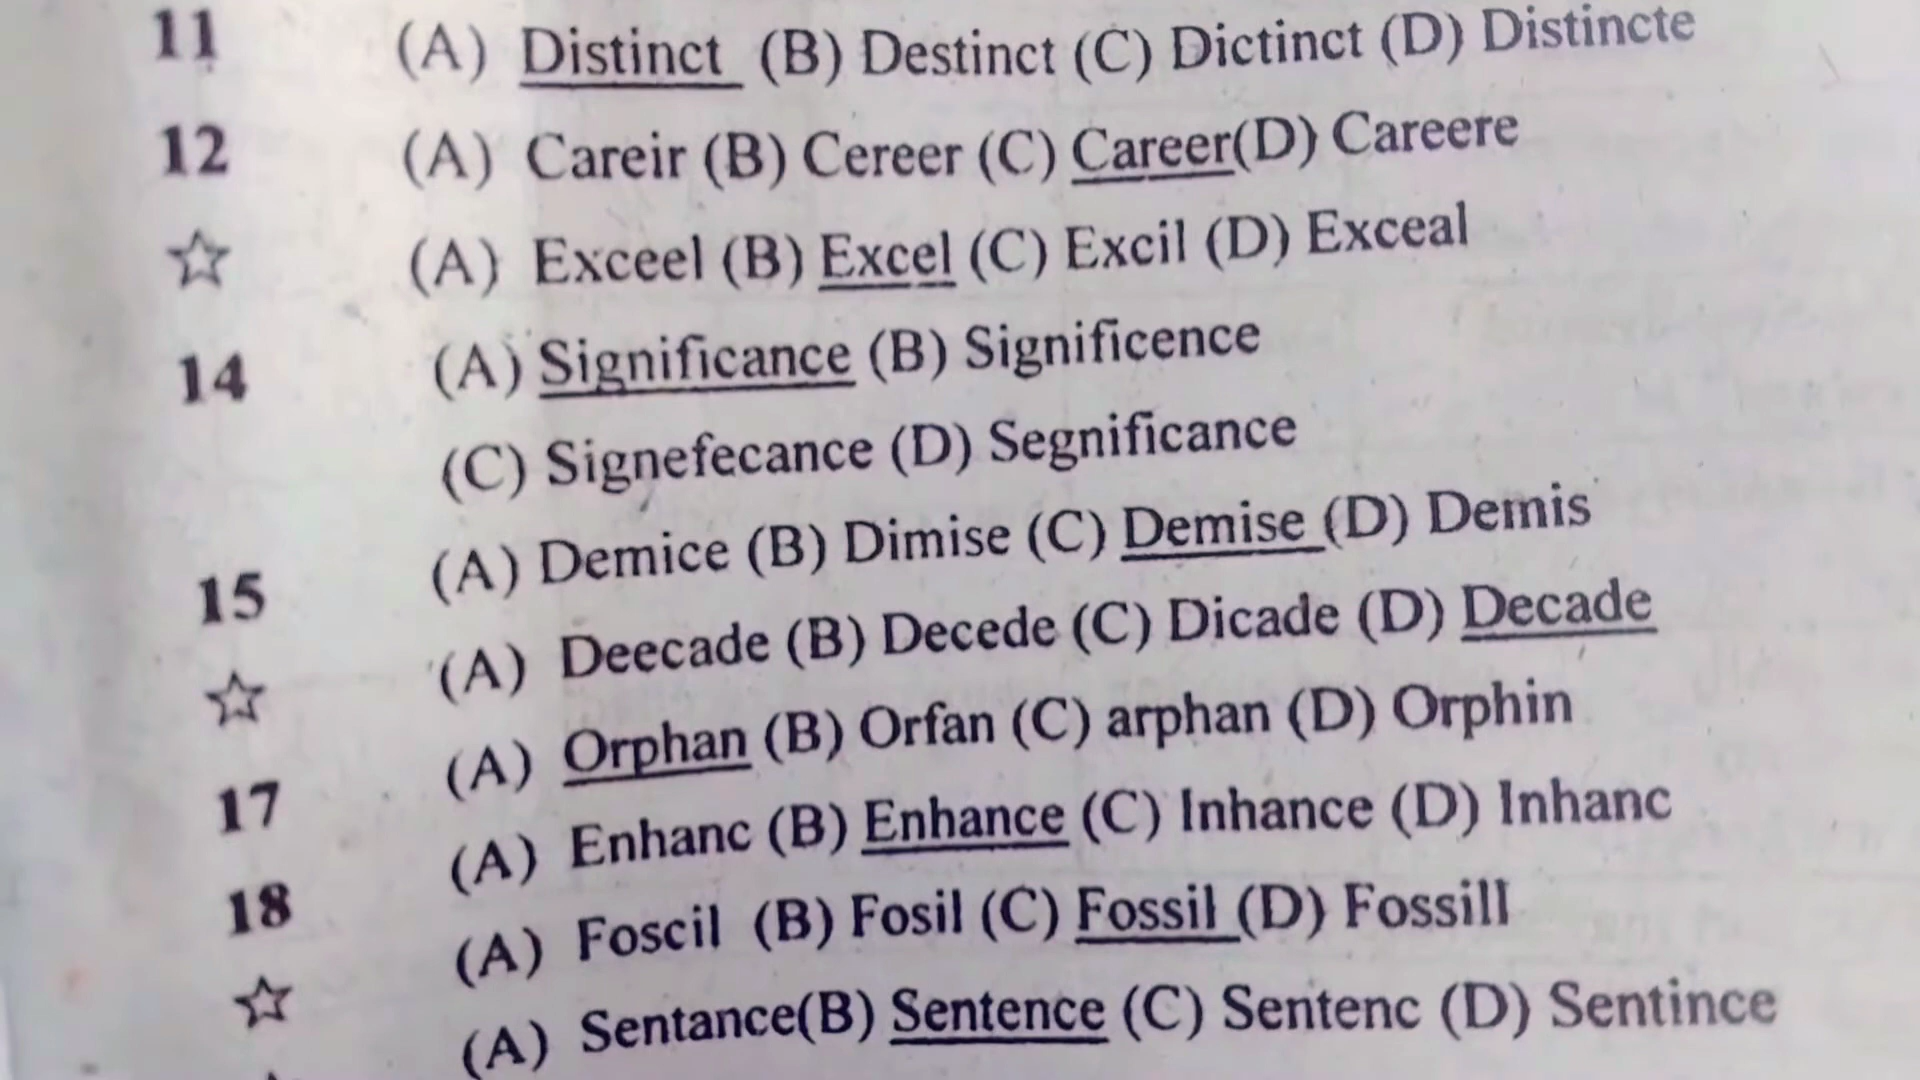 11 (A) Distinct (B) Destinct (C) Dictinct (D) Distincte
12 (A) Careir (B) Cereer (C) Career(D) Careere
☆ (A) Exceel (B) Excel (C) Excil (D) Exceal
14 (A) Significance (B) Significence
(C) Signefecance (D) Segnificance
15 (A) Demice (B) Dimise (C) Demise (D) Demis
☆ (A) Deecade (B) Decede (C) Dicade (D) Decade
17 (A) Orphan (B) Orfan (C) arphan (D) Orphin
18 (A) Enhanc (B) Enhance (C) Inhance (D) Inhanc
☆ (A) Foscil (B) Fosil (C) Fossil (D) Fossill
(A) Sentance(B) Sentence (C) Sentenc (D) Sentince